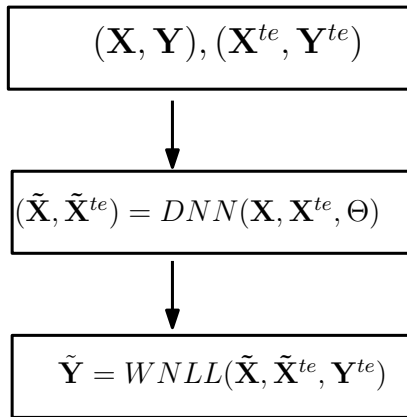 (X, Y), (X^{te}, Y^{te})
(X̃, X̃^{te}) = DNN(X, X^{te}, Θ)
Ỹ = WNLL(X̃, X̃^{te}, Y^{te})